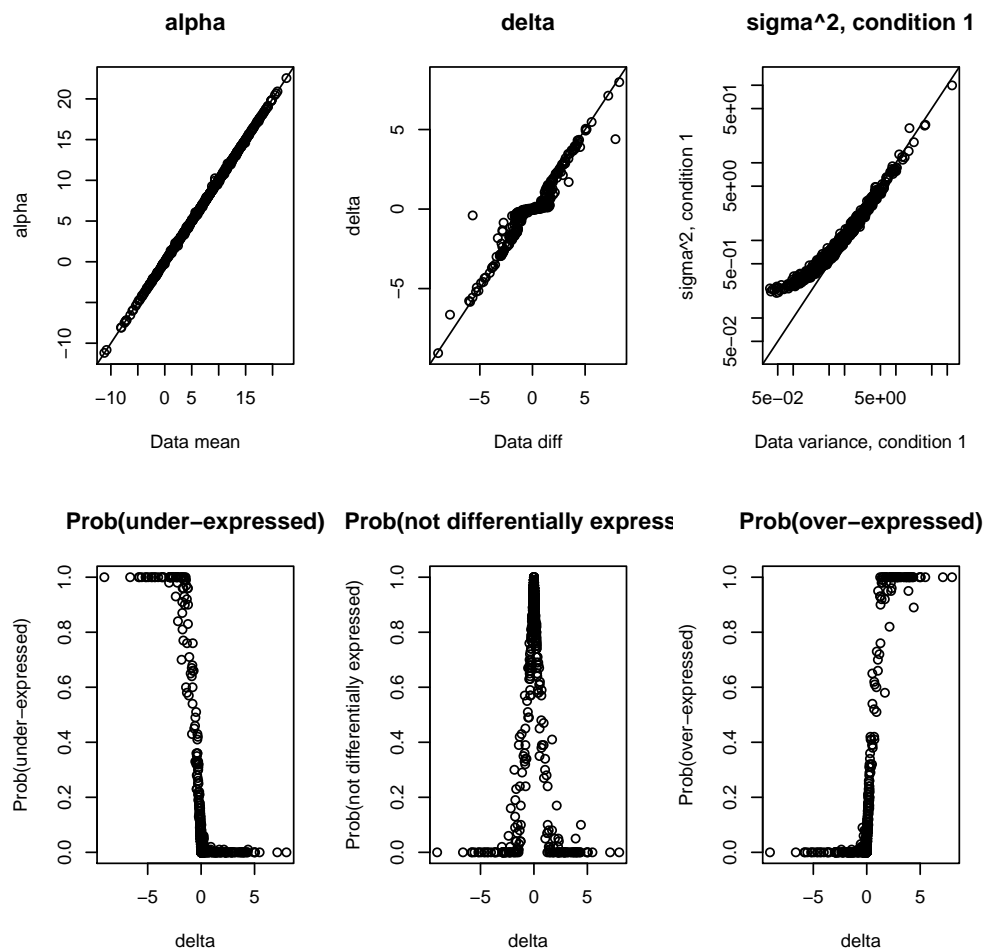 alpha
alpha
20
15
10
5
0
−10
−10
0
5
15
Data mean
delta
delta
5
0
−5
−5
0
5
Data diff
sigma^2, condition 1
sigma^2, condition 1
5e+01
5e+00
5e−01
5e−02
5e−02
5e+00
Data variance, condition 1
Prob(under−expressed)
Prob(under−expressed)
1.0
0.8
0.6
0.4
0.2
0.0
−5
0
5
delta
Prob(not differentially express
Prob(not differentially expressed)
1.0
0.8
0.6
0.4
0.2
0.0
−5
0
5
delta
Prob(over−expressed)
Prob(over−expressed)
1.0
0.8
0.6
0.4
0.2
0.0
−5
0
5
delta